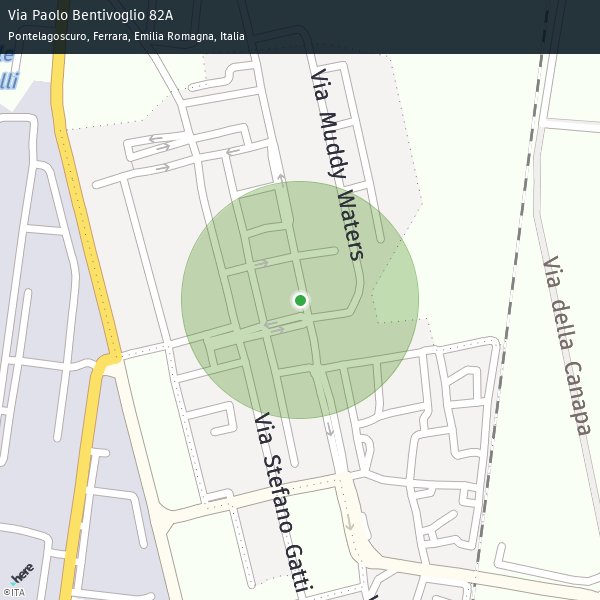 Via Paolo Bentivoglio 82A
Pontelagoscuro, Ferrara, Emilia Romagna, Italia
lli
Via Muddy Waters
Via della Canapa
Via Stefano Gatti
here
©ITA